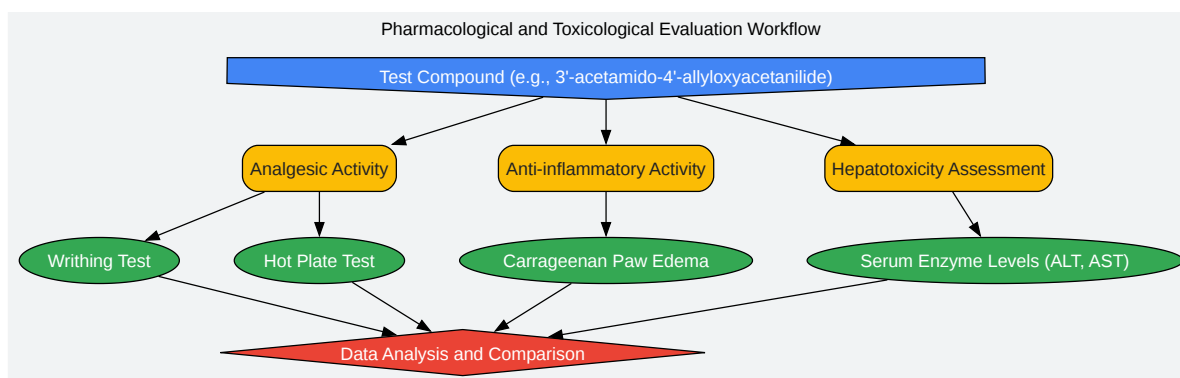 Pharmacological and Toxicological Evaluation Workflow
Test Compound (e.g., 3'-acetamido-4'-allyloxyacetanilide)
Analgesic Activity
Anti-inflammatory Activity
Hepatotoxicity Assessment
Writhing Test
Hot Plate Test
Carrageenan Paw Edema
Serum Enzyme Levels (ALT, AST)
Data Analysis and Comparison